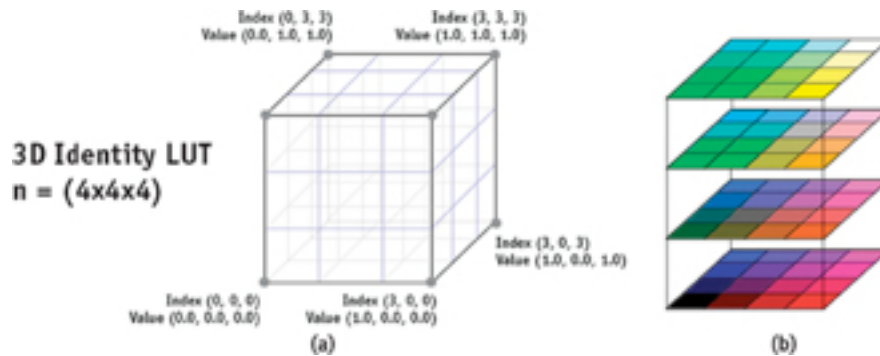 Index (0, 3, 3)
Value (0.0, 1.0, 1.0)
Index (3, 3, 3)
Value (1.0, 1.0, 1.0)
3D Identity LUT
n = (4x4x4)
Index (3, 0, 3)
Value (1.0, 0.0, 1.0)
Index (0, 0, 0)
Value (0.0, 0.0, 0.0)
Index (3, 0, 0)
Value (1.0, 0.0, 0.0)
(a)
(b)